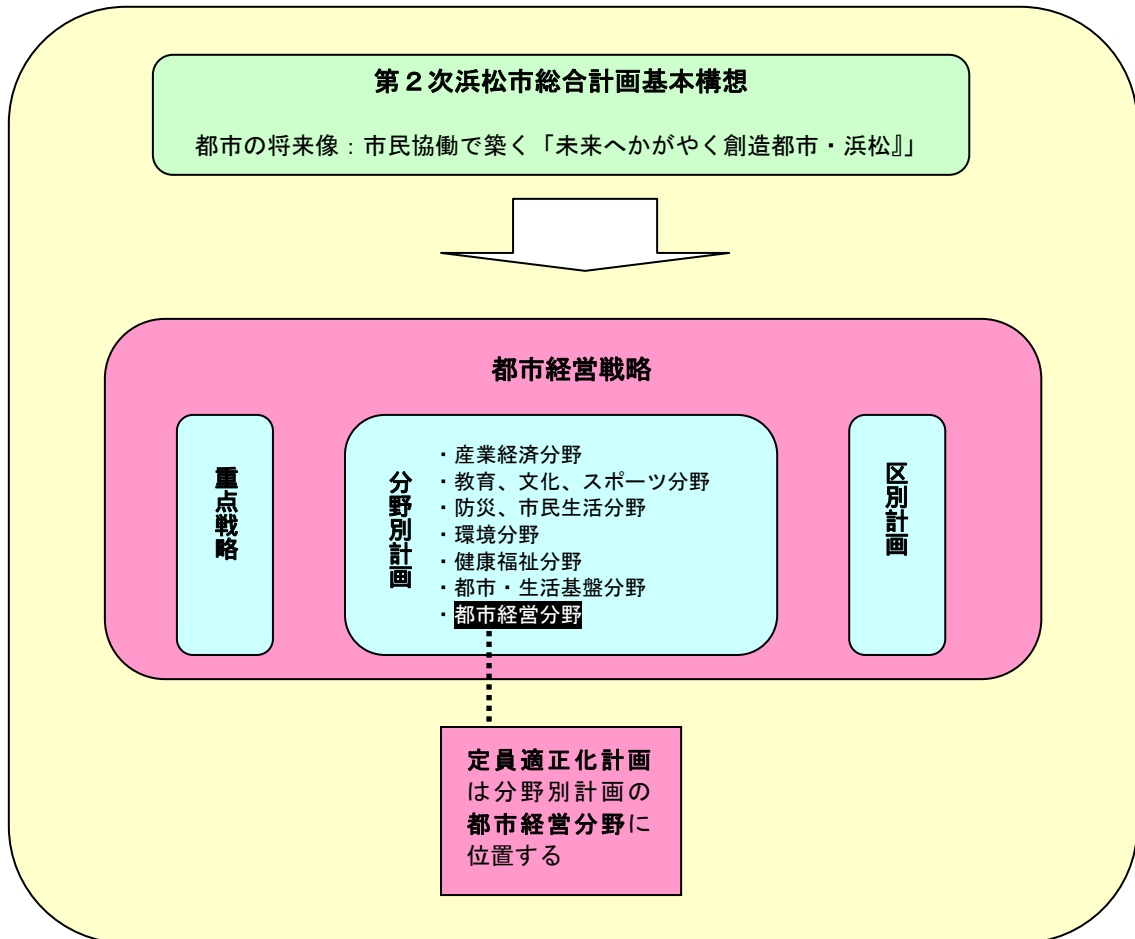 第２次浜松市総合計画基本構想
都市の将来像：市民協働で築く「未来へかがやく創造都市・浜松』」
都市経営戦略
重点戦略
分野別計画
・産業経済分野
・教育、文化、スポーツ分野
・防災、市民生活分野
・環境分野
・健康福祉分野
・都市・生活基盤分野
・都市経営分野
区別計画
定員適正化計画
は分野別計画の
都市経営分野に
位置する